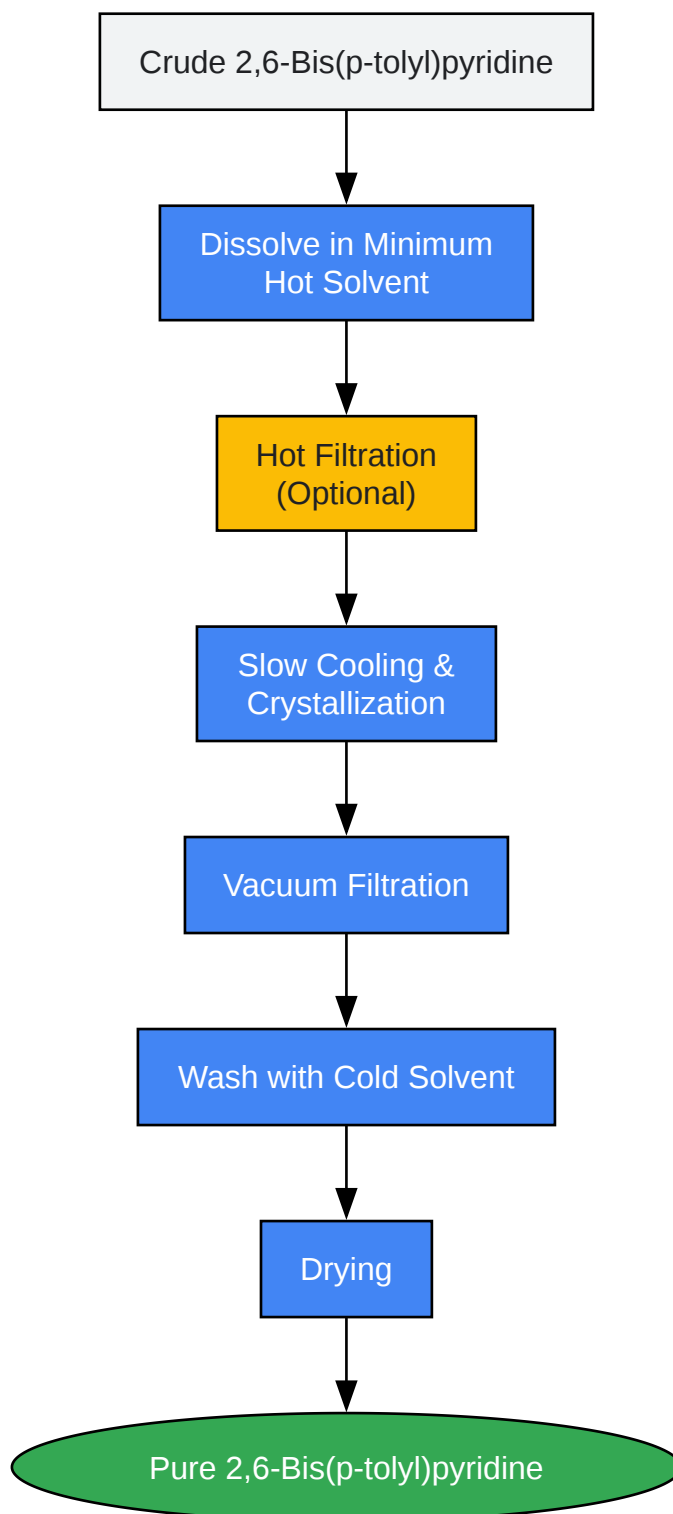 Crude 2,6-Bis(p-tolyl)pyridine
Dissolve in Minimum
Hot Solvent
Hot Filtration
(Optional)
Slow Cooling &
Crystallization
Vacuum Filtration
Wash with Cold Solvent
Drying
Pure 2,6-Bis(p-tolyl)pyridine